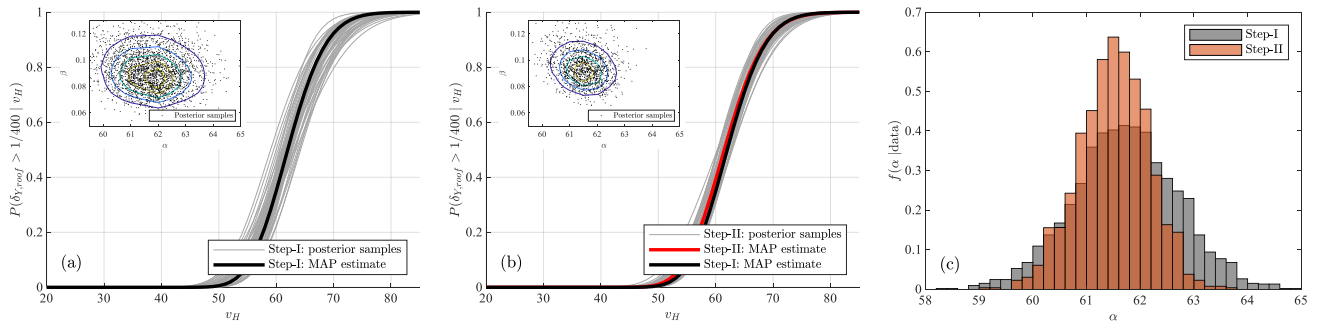 1
0.8
0.6
0.4
0.2
0
P(δ_{Y,roof} > 1/400 | v_H)
20 30 40 50 60 70 80
v_H
0.12
0.1
0.08
0.06
β
60 61 62 63 64 65
α
Posterior samples
(a)
Step-I: posterior samples
Step-I: MAP estimate
1
0.8
0.6
0.4
0.2
0
P(δ_{Y,roof} > 1/400 | v_H)
20 30 40 50 60 70 80
v_H
0.12
0.1
0.08
0.06
β
60 61 62 63 64 65
α
Posterior samples
(b)
Step-II: posterior samples
Step-II: MAP estimate
Step-I: MAP estimate
0.7
0.6
0.5
0.4
0.3
0.2
0.1
0
f(α |data)
58 59 60 61 62 63 64 65
α
Step-I
Step-II
(c)